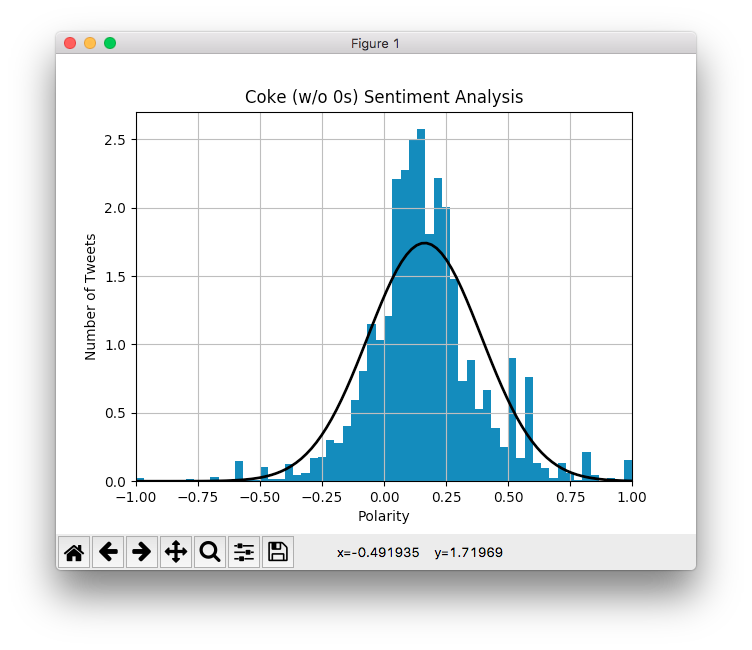 Figure 1
Coke (w/o 0s) Sentiment Analysis
Number of Tweets
2.5
2.0
1.5
1.0
0.5
0.0
−1.00 −0.75 −0.50 −0.25 0.00 0.25 0.50 0.75 1.00
Polarity
x=-0.491935 y=1.71969